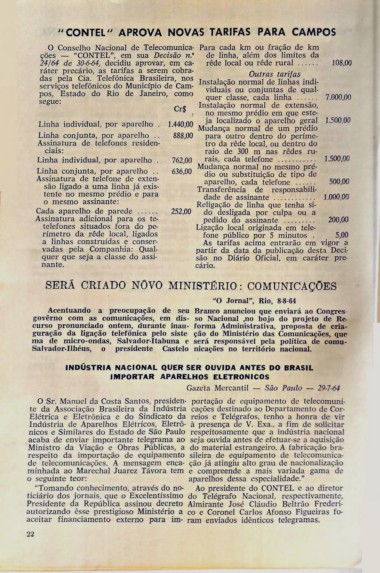 "CONTEL" APROVA NOVAS TARIFAS PARA CAMPOS
O Conselho Nacional de Telecomunica-
ções — "CONTEL", em sua Decisão n.º
24/64 de 30-6-64, decidiu aprovar, em ca-
ráter precário, as tarifas a serem cobra-
das pela Cia. Telefônica Brasileira, nos
serviços telefônicos do Município de Cam-
pos, Estado do Rio de Janeiro, como
segue:
Cr$
Linha individual, por aparelho . 1.440,00
Linha conjunta, por aparelho .. 888,00
Assinatura de telefones residen-
ciais:
Linha individual, por aparelho . 762,00
Linha conjunta, por aparelho .. 636,00
Assinatura de telefone de exten-
são ligado a uma linha já exis-
tente no mesmo prédio e para
o mesmo assinante:
Cada aparelho de parede ...... 252,00
Assinatura adicional para os te-
lefones situados fora do pe-
rímetro da rêde local, ligados
a linhas construídas e conser-
vadas pela Companhia: Qual-
quer que seja a classe do assi-
nante.
Para cada km ou fração de km
de linha, além dos limites da
rêde local ou rêde rural ...... 108,00
Outras tarifas
Instalação normal de linhas indi-
viduais ou conjuntas de qual-
quer classe, cada linha ...... 7.000,00
Instalação normal de extensão,
no mesmo prédio em que este-
ja localizado o aparelho geral 1.500,00
Mudança normal de um prédio
para outro dentro do períme-
tro da rêde local, ou dentro do
raio de 300 m nas rêdes ru-
rais, cada telefone ........... 1.500,00
Mudança normal no mesmo pré-
dio ou substituição de tipo de
aparelho, cada telefone ...... 500,00
Transferência de responsabili-
dade de assinante ............ 1.000,00
Religação de linha que tenha si-
do desligada por culpa ou a
pedido do assinante .......... 200,00
Ligação local originada em tele-
fone público por 5 minutos .. 5,00
As tarifas acima entrarão em vigor a
partir da data da publicação desta Deci-
são no Diário Oficial, em caráter pre-
cário.
SERÁ CRIADO NÔVO MINISTÉRIO: COMUNICAÇÕES
"O Jornal", Rio, 8-8-64
Acentuando a preocupação de seu
govêrno com as comunicações, em dis-
curso pronunciado ontem, durante inau-
guração da ligação telefônica pelo siste
ma de micro-ondas, Salvador-Itabuna e
Salvador-Ilhéus, o presidente Castelo
Branco anunciou que enviará ao Congres-
so Nacional no bojo do projeto de Re-
forma Administrativa, proposta de cria-
ção do Ministério das Comunicações, que
será responsável pela política de comu-
nicações no território nacional.
INDÚSTRIA NACIONAL QUER SER OUVIDA ANTES DO BRASIL
IMPORTAR APARELHOS ELETRONICOS
Gazeta Mercantil — São Paulo — 29-7-64
O Sr. Manuel da Costa Santos, presiden-
te da Associação Brasileira da Indústria
Elétrica e Eletrônica e do Sindicato da
Indústria de Aparelhos Elétricos, Eletrô-
nicos e Similares do Estado de São Paulo
acaba de enviar importante telegrama ao
Ministro da Viação e Obras Públicas, a
respeito da importação de equipamento
de telecomunicações. A mensagem enca-
minhada ao Marechal Juarez Távora tem
o seguinte teor:
"Tomando conhecimento, através do no-
ticiário dos jornais, que o Excelentíssimo
Presidente da República assinou decreto
autorizando êsse prestigioso Ministério a
aceitar financiamento externo para im-
portação de equipamento de telecomuni-
cações destinado ao Departamento de Cor-
reios e Telégrafos, tenho a honra de vir
à presença de V. Exa., a fim de solicitar
respeitosamente que a indústria nacional
seja ouvida antes de efetuar-se a aquisição
do material estrangeiro. A fabricação bra-
sileira de equipamento de telecomunica-
ção já atingiu alto grau de nacionalização
e compreende a mais variada gama de
aparelhos dessa especialidade."
Ao presidente do CONTEL e ao diretor
do Telégrafo Nacional, respectivamente,
Almirante José Cláudio Beltrão Frederi-
co e Coronel Carlos Afonso Figueiras fo-
ram enviados idênticos telegramas.
22